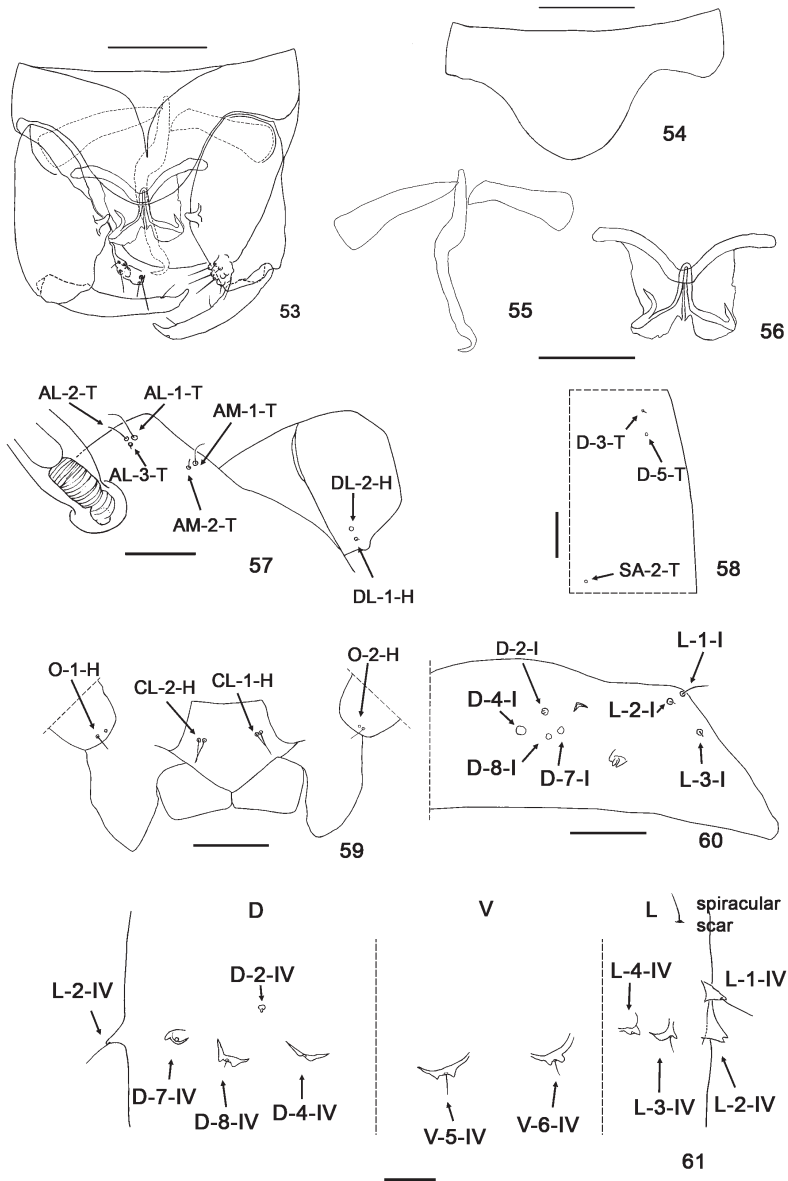 53
54
55
56
AL-2-T
AL-1-T
AM-1-T
AL-3-T
AM-2-T
DL-2-H
DL-1-H
57
D-3-T
D-5-T
SA-2-T
58
O-1-H
CL-2-H
CL-1-H
O-2-H
59
D-2-I
L-1-I
D-4-I
L-2-I
D-8-I
D-7-I
L-3-I
60
D
V
L
spiracular
scar
L-2-IV
D-2-IV
D-7-IV
D-8-IV
D-4-IV
V-5-IV
V-6-IV
L-4-IV
L-1-IV
L-3-IV
L-2-IV
61